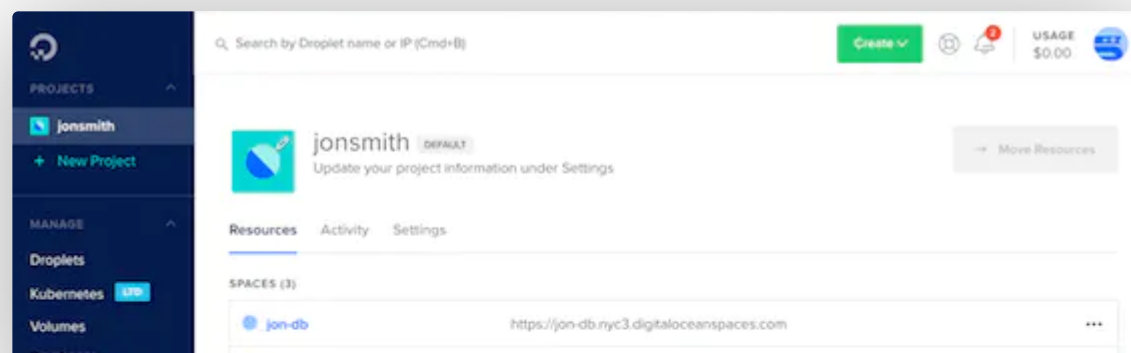 Search by Droplet name or IP (Cmd+B)
Create
2
USAGE
$0.00
PROJECTS
jonsmith
+ New Project
MANAGE
Droplets
Kubernetes LTD
Volumes
jonsmith DEFAULT
Update your project information under Settings
→ Move Resources
Resources Activity Settings
SPACES (3)
jon-db https://jon-db.nyc3.digitaloceanspaces.com ...